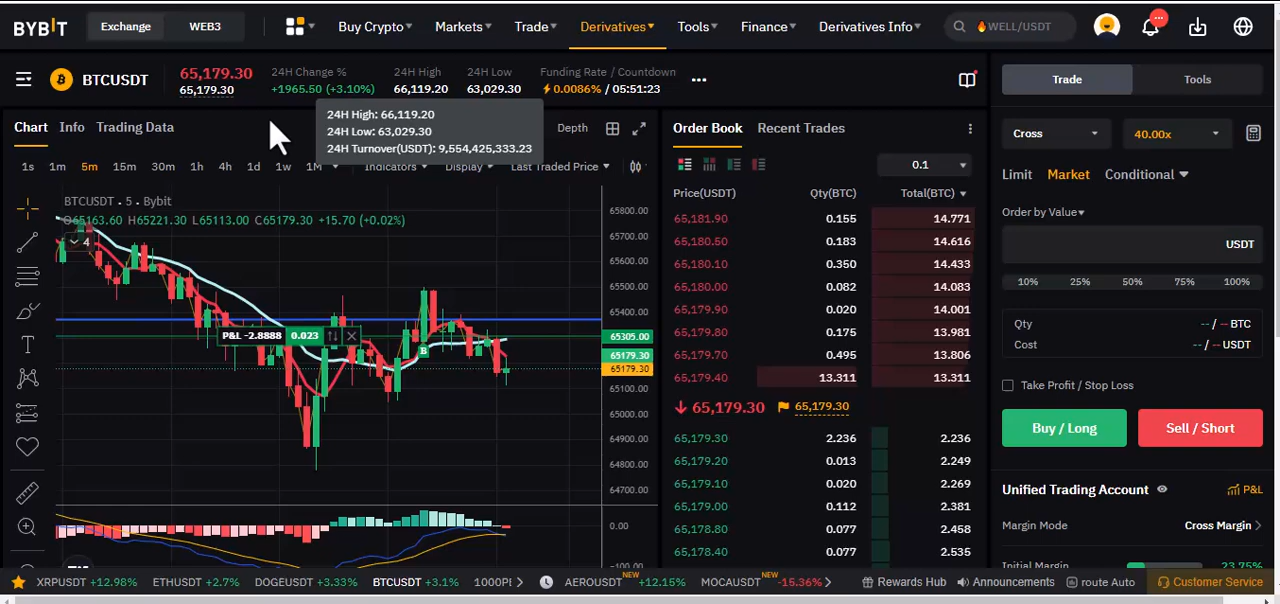 BYBIT Exchange WEB3 Buy Crypto Markets Trade Derivatives Tools Finance Derivatives Info 🔥WELL/USDT
BTCUSDT 65,179.30 24H Change % 24H High 24H Low Funding Rate / Countdown
65,179.30 +1965.50 (+3.10%) 66,119.20 63,029.30 0.0086% / 05:51:23
Trade Tools
24H High: 66,119.20
24H Low: 63,029.30
24H Turnover(USDT): 9,554,425,333.23
Chart Info Trading Data Depth
1s 1m 5m 15m 30m 1h 4h 1d 1w 1M Indicators Display Last Traded Price
BTCUSDT · 5 · Bybit
O65163.60 H65221.30 L65113.00 C65179.30 +15.70 (+0.02%)
4
P&L -2.8888 0.023
B
65800.00
65700.00
65600.00
65500.00
65400.00
65305.00
65179.30
65179.30
65100.00
65000.00
64900.00
64800.00
64700.00
0.00
Order Book Recent Trades
0.1
Price(USDT) Qty(BTC) Total(BTC)
65,181.90 0.155 14.771
65,180.50 0.183 14.616
65,180.10 0.350 14.433
65,180.00 0.082 14.083
65,179.90 0.020 14.001
65,179.80 0.175 13.981
65,179.70 0.495 13.806
65,179.40 13.311 13.311
65,179.30 65,179.30
65,179.30 2.236 2.236
65,179.20 0.013 2.249
65,179.10 0.020 2.269
65,179.00 0.112 2.381
65,178.80 0.077 2.458
65,178.40 0.077 2.535
Cross 40.00x
Limit Market Conditional
Order by Value
USDT
10% 25% 50% 75% 100%
Qty -- / -- BTC
Cost -- / -- USDT
Take Profit / Stop Loss
Buy / Long Sell / Short
Unified Trading Account P&L
Margin Mode Cross Margin
Initial Margin 23.75%
XRPUSDT +12.98% ETHUSDT +2.7% DOGEUSDT +3.33% BTCUSDT +3.1% 1000PE AEROUSDT NEW +12.15% MOCAUSDT NEW -15.36% Rewards Hub Announcements route Auto Customer Service